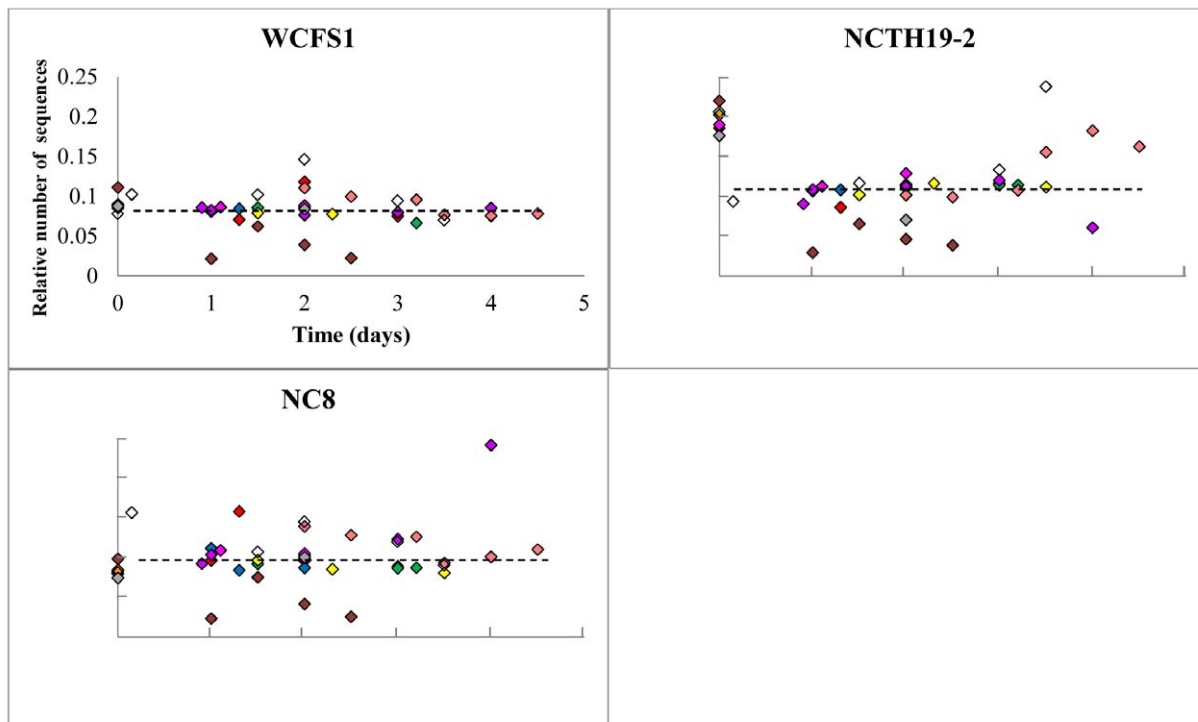 WCFS1
Relative number of sequences
0.25
0.2
0.15
0.1
0.05
0
0 1 2 3 4 5
Time (days)
NCTH19-2
NC8